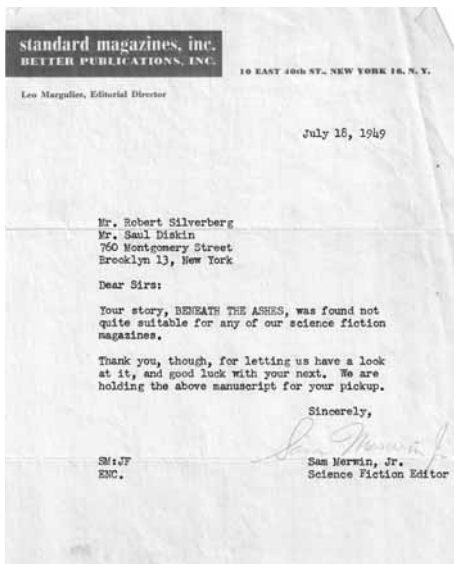 standard magazines, inc.
BETTER PUBLICATIONS, INC.
10 EAST 40th ST., NEW YORK 16, N. Y.
Leo Margulies, Editorial Director
July 18, 1949
Mr. Robert Silverberg
Mr. Saul Diskin
760 Montgomery Street
Brooklyn 13, New York
Dear Sirs:
Your story, BENEATH THE ASHES, was found not
quite suitable for any of our science fiction
magazines.
Thank you, though, for letting us have a look
at it, and good luck with your next. We are
holding the above manuscript for your pickup.
Sincerely,
Sam Merwin Jr.
SM:JF
Sam Merwin, Jr.
ENC.
Science Fiction Editor